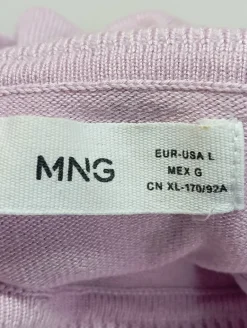 MNG
EUR-USA L
MEX G
CN XL-170/92A